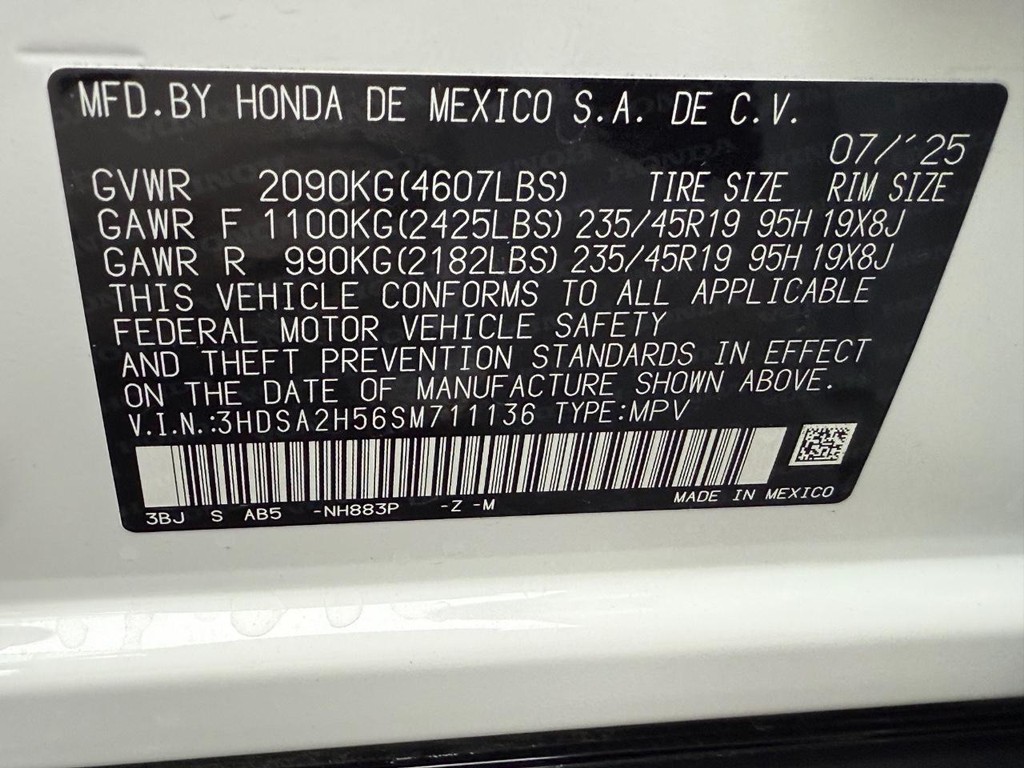 MFD.BY HONDA DE MEXICO S.A. DE C.V.
07/'25
GVWR 2090KG(4607LBS) TIRE SIZE RIM SIZE
GAWR F 1100KG(2425LBS) 235/45R19 95H 19X8J
GAWR R 990KG(2182LBS) 235/45R19 95H 19X8J
THIS VEHICLE CONFORMS TO ALL APPLICABLE
FEDERAL MOTOR VEHICLE SAFETY
AND THEFT PREVENTION STANDARDS IN EFFECT
ON THE DATE OF MANUFACTURE SHOWN ABOVE.
V.I.N.:3HDSA2H56SM711136 TYPE:MPV
3BJ S AB5 -NH883P -Z -M MADE IN MEXICO